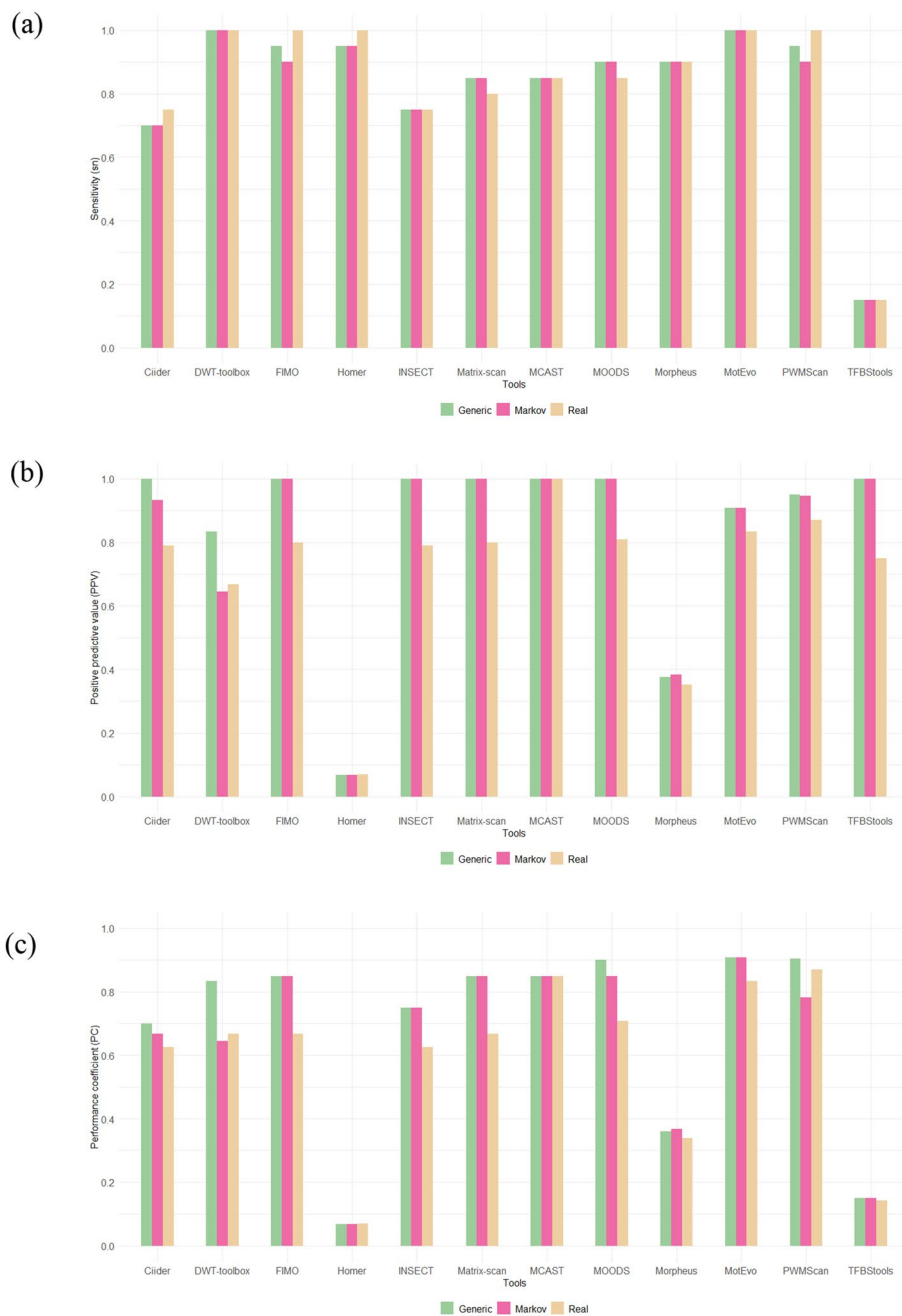 (a)
Sensitivity (sn)
1.0
0.8
0.6
0.4
0.2
0.0
Ciider DWT-toolbox FIMO Homer INSECT Matrix-scan MCAST MOODS Morpheus MotEvo PWMScan TFBStools
Tools
Generic Markov Real
(b)
Positive predictive value (PPV)
1.0
0.8
0.6
0.4
0.2
0.0
Ciider DWT-toolbox FIMO Homer INSECT Matrix-scan MCAST MOODS Morpheus MotEvo PWMScan TFBStools
Tools
Generic Markov Real
(c)
Performance coefficient (PC)
1.0
0.8
0.6
0.4
0.2
0.0
Ciider DWT-toolbox FIMO Homer INSECT Matrix-scan MCAST MOODS Morpheus MotEvo PWMScan TFBStools
Tools
Generic Markov Real